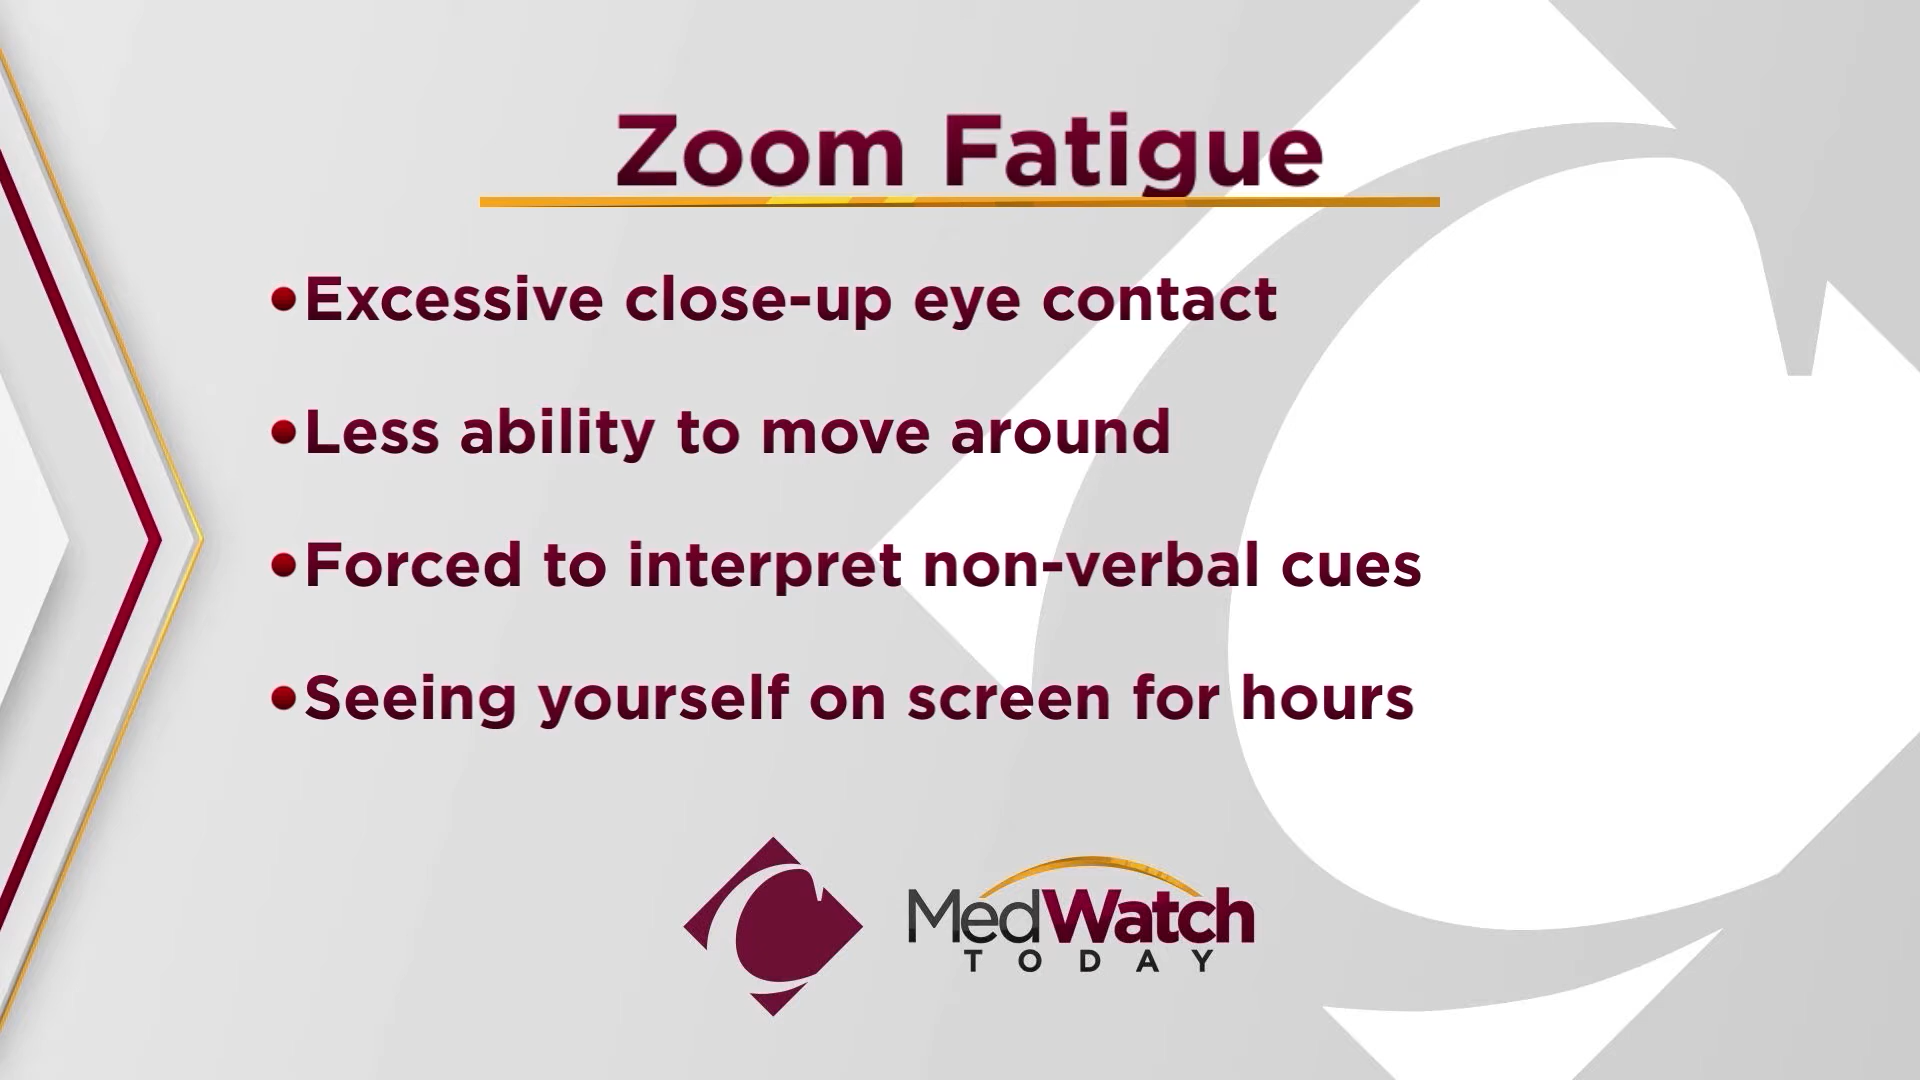 Zoom Fatigue
•Excessive close-up eye contact
•Less ability to move around
•Forced to interpret non-verbal cues
•Seeing yourself on screen for hours
MedWatch
TODAY